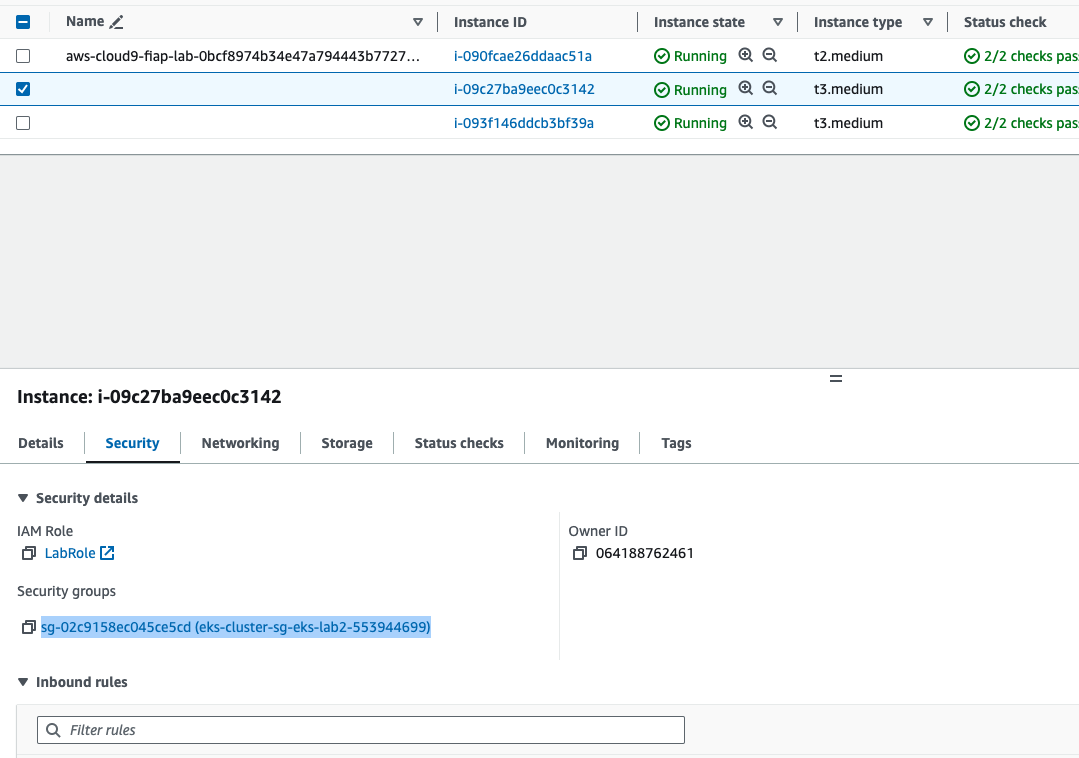 Name Instance ID Instance state Instance type Status check
aws-cloud9-fiap-lab-0bcf8974b34e47a794443b7727... i-090fcae26ddaac51a Running t2.medium 2/2 checks pas
i-09c27ba9eec0c3142 Running t3.medium 2/2 checks pas
i-093f146ddcb3bf39a Running t3.medium 2/2 checks pas
Instance: i-09c27ba9eec0c3142
Details Security Networking Storage Status checks Monitoring Tags
Security details
IAM Role Owner ID
LabRole 064188762461
Security groups
sg-02c9158ec045ce5cd (eks-cluster-sg-eks-lab2-553944699)
Inbound rules
Filter rules